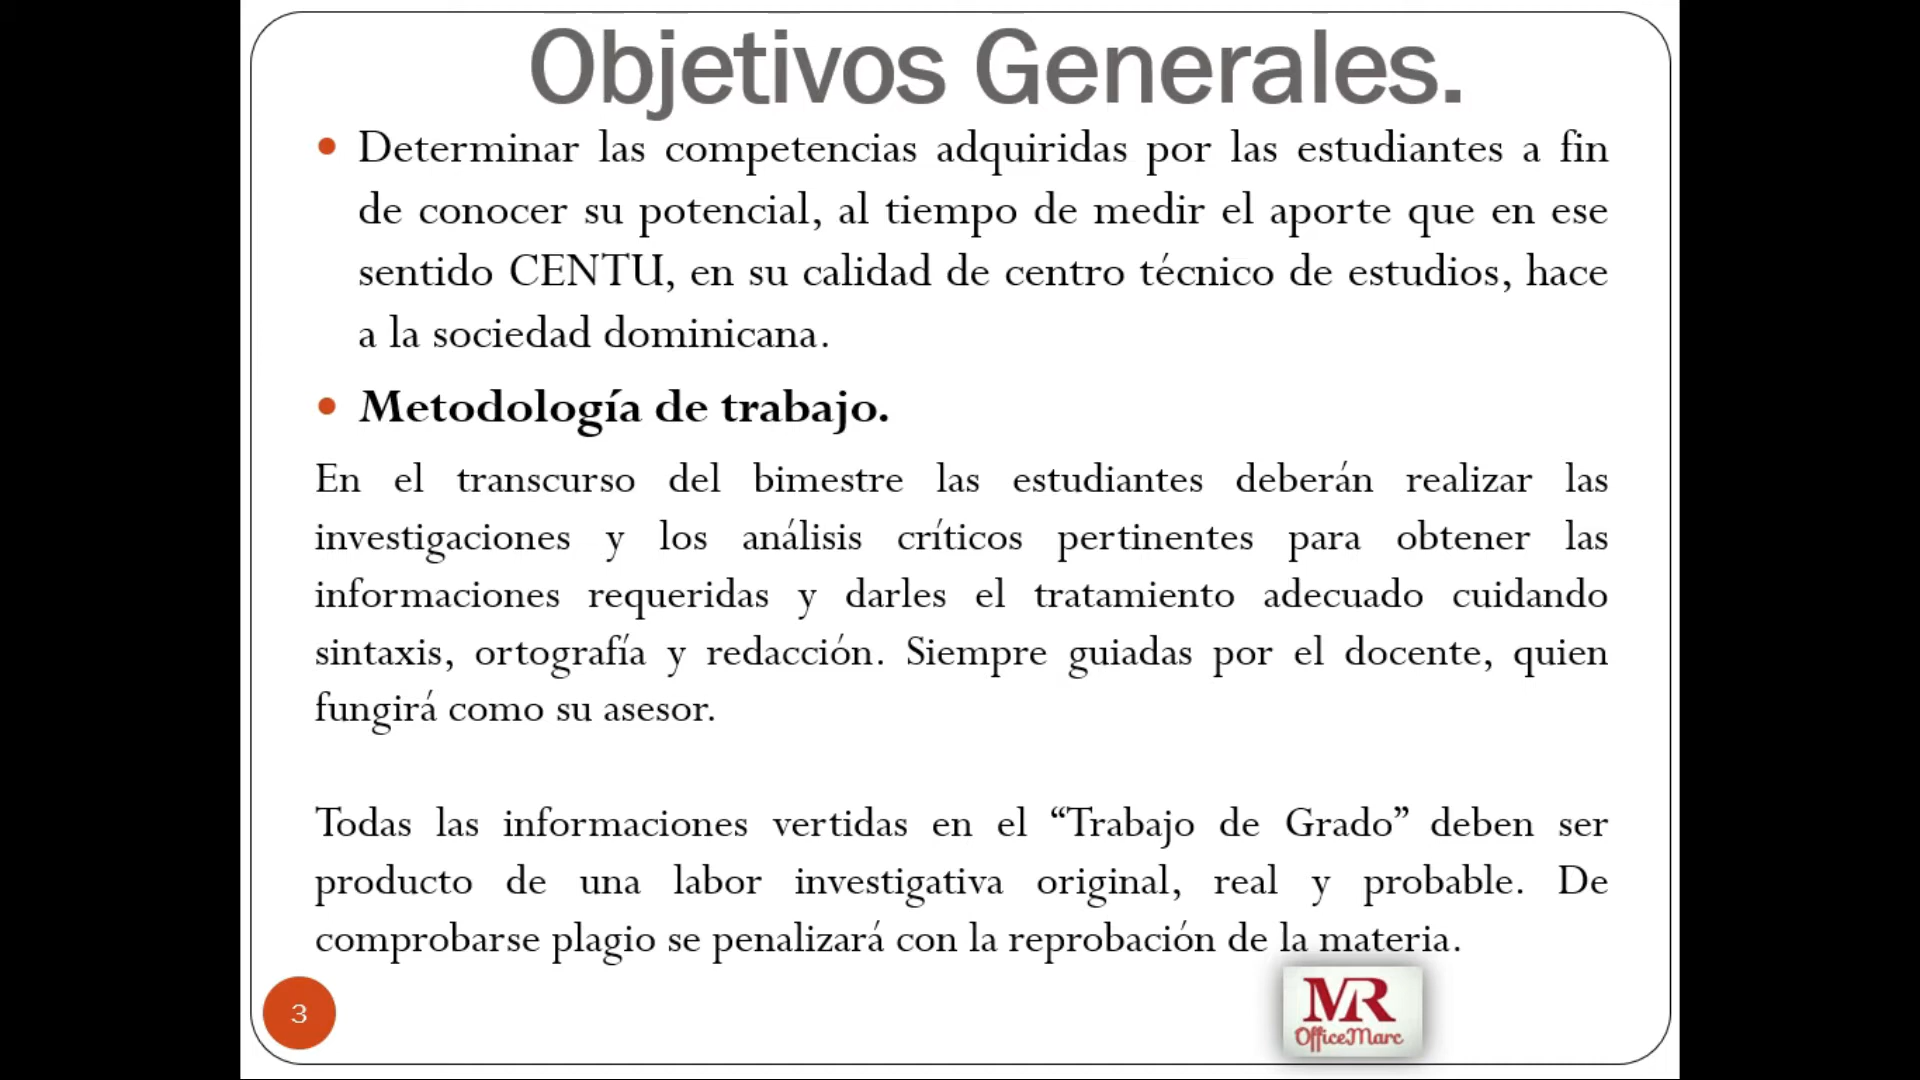 Objetivos Generales.
• Determinar las competencias adquiridas por las estudiantes a fin
de conocer su potencial, al tiempo de medir el aporte que en ese
sentido CENTU, en su calidad de centro técnico de estudios, hace
a la sociedad dominicana.
• Metodología de trabajo.
En el transcurso del bimestre las estudiantes deberán realizar las
investigaciones y los análisis críticos pertinentes para obtener las
informaciones requeridas y darles el tratamiento adecuado cuidando
sintaxis, ortografía y redacción. Siempre guiadas por el docente, quien
fungirá como su asesor.
Todas las informaciones vertidas en el “Trabajo de Grado” deben ser
producto de una labor investigativa original, real y probable. De
comprobarse plagio se penalizará con la reprobación de la materia.
3
MR
OfficeMarc